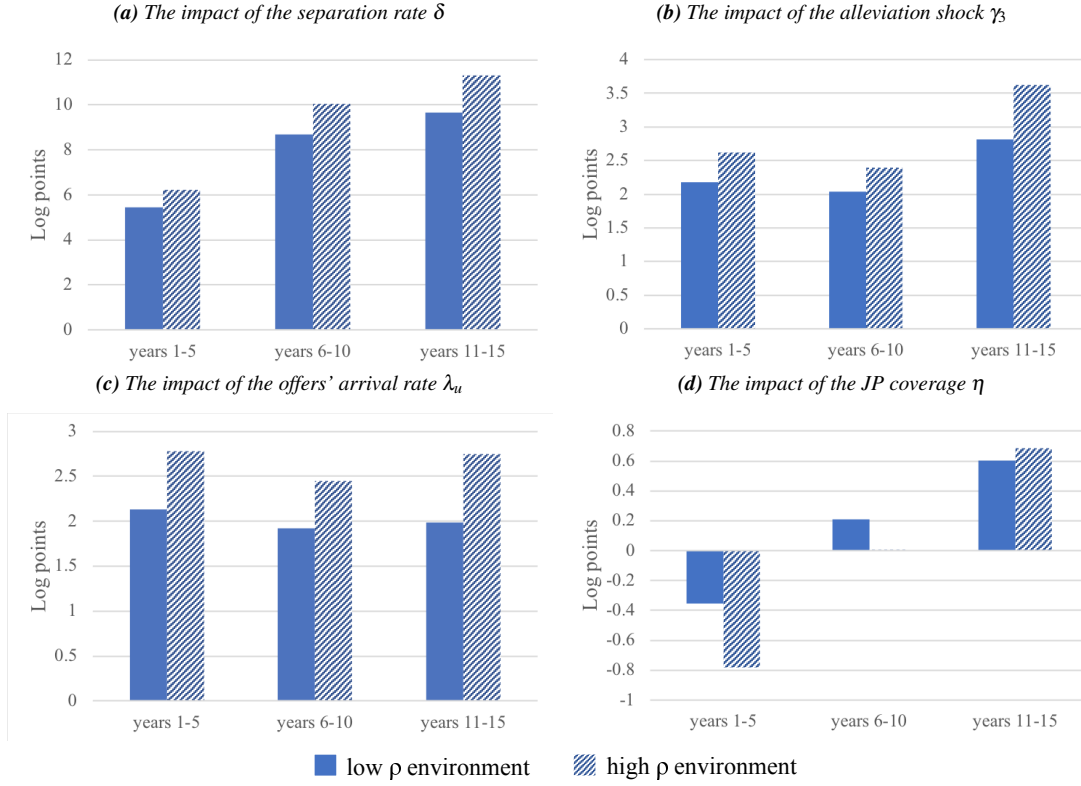 (a) The impact of the separation rate δ
Log points
12
10
8
6
4
2
0
years 1-5 years 6-10 years 11-15
(b) The impact of the alleviation shock γ3
Log points
4
3.5
3
2.5
2
1.5
1
0.5
0
years 1-5 years 6-10 years 11-15
(c) The impact of the offers’ arrival rate λu
Log points
3
2.5
2
1.5
1
0.5
0
years 1-5 years 6-10 years 11-15
(d) The impact of the JP coverage η
Log points
0.8
0.6
0.4
0.2
0
-0.2
-0.4
-0.6
-0.8
-1
years 1-5 years 6-10 years 11-15
low ρ environment high ρ environment